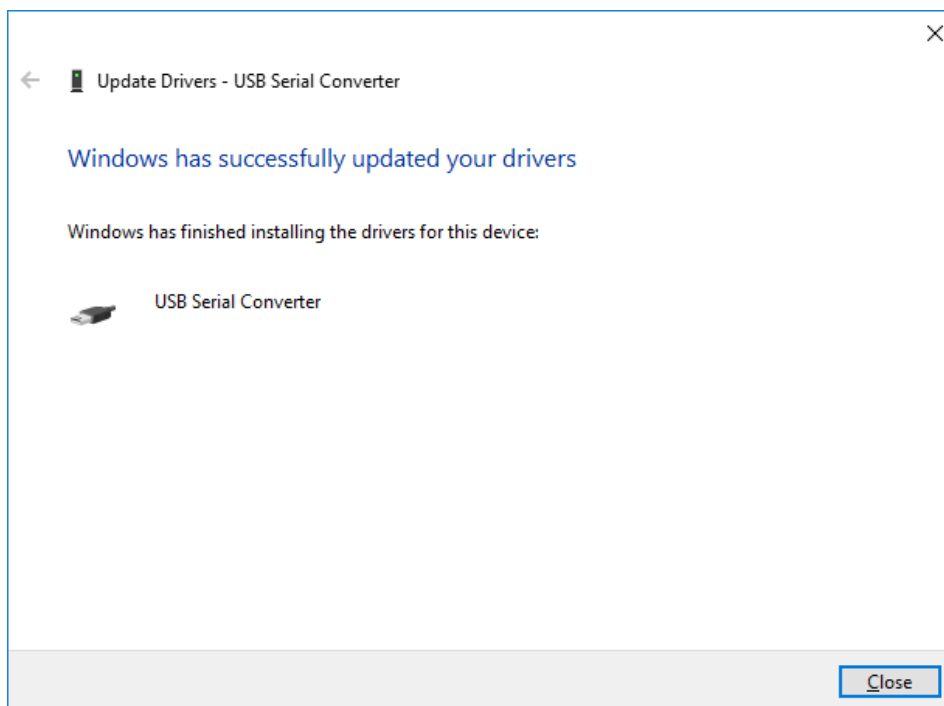 Update Drivers - USB Serial Converter
Windows has successfully updated your drivers
Windows has finished installing the drivers for this device:
USB Serial Converter
Close